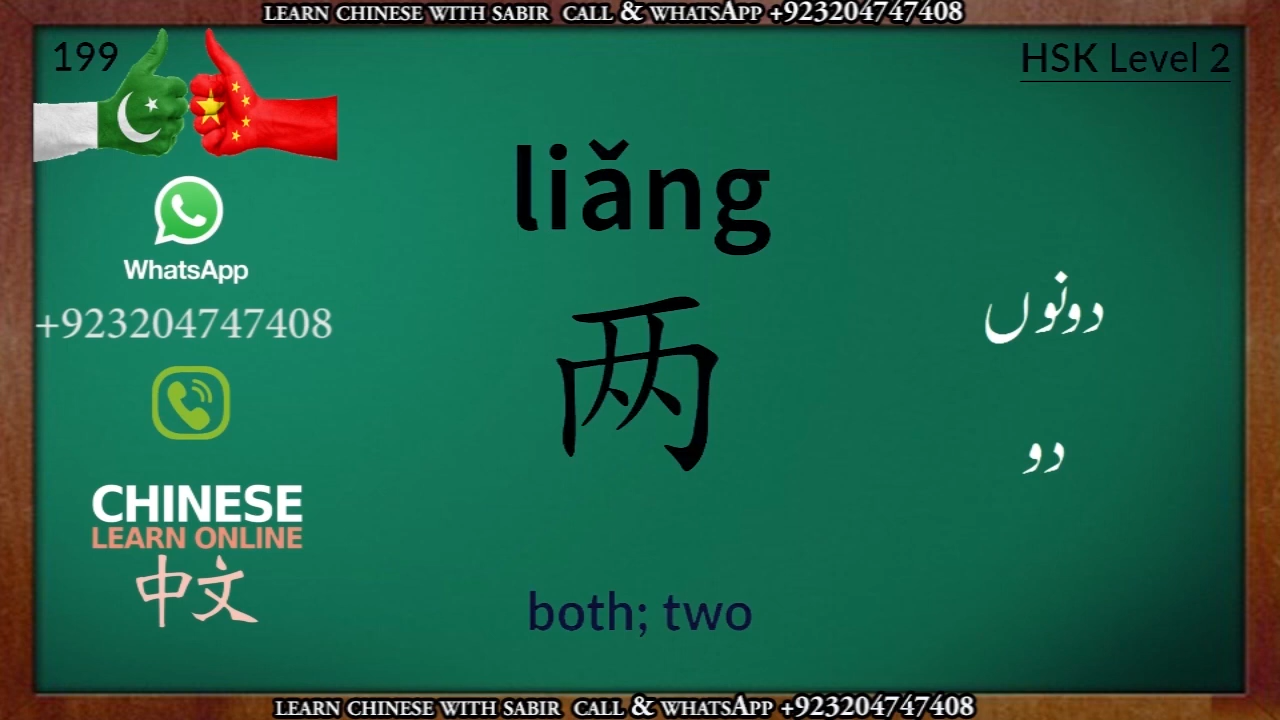 LEARN CHINESE WITH SABIR CALL & WHATSAPP +923204747408
199
HSK Level 2
liǎng
WhatsApp
+923204747408
两
دونوں
دو
CHINESE
LEARN ONLINE
中文
both; two
LEARN CHINESE WITH SABIR CALL & WHATSAPP +923204747408